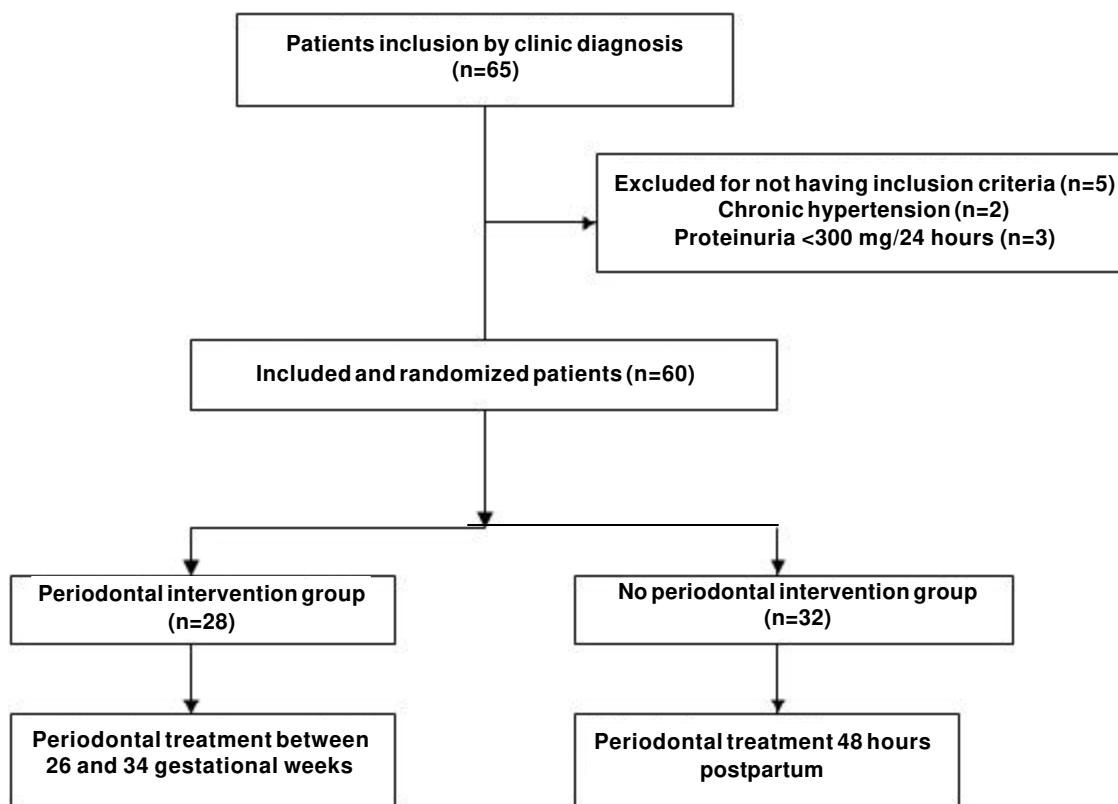 Patients inclusion by clinic diagnosis
(n=65)
Excluded for not having inclusion criteria (n=5)
Chronic hypertension (n=2)
Proteinuria <300 mg/24 hours (n=3)
Included and randomized patients (n=60)
Periodontal intervention group
(n=28)
No periodontal intervention group
(n=32)
Periodontal treatment between
26 and 34 gestational weeks
Periodontal treatment 48 hours
postpartum